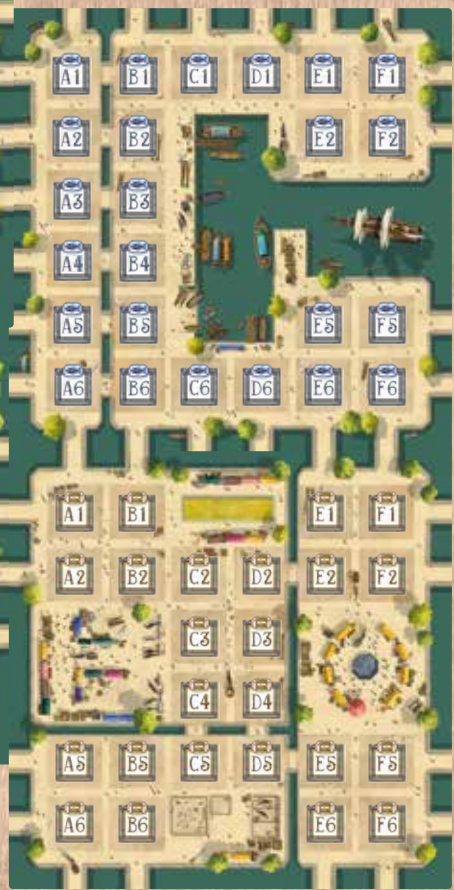 A1 B1 C1 D1 E1 F1
A2 B2 E2 F2
A3 B3
A4 B4
A5 B5 E5 F5
A6 B6 C6 D6 E6 F6
A1 B1 E1 F1
A2 B2 C2 D2 E2 F2
C3 D3
C4 D4
A5 B5 C5 D5 E5 F5
A6 B6 E6 F6